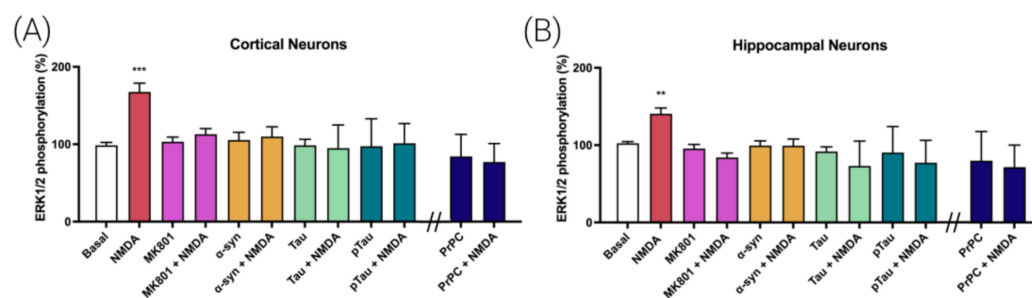 (A)
Cortical Neurons
ERK1/2 phosphorylation (%)
200
100
0
***
Basal
NMDA
MK801
MK801 + NMDA
α-syn
α-syn + NMDA
Tau
Tau + NMDA
pTau
pTau + NMDA
PrPC
PrPC + NMDA
(B)
Hippocampal Neurons
ERK1/2 phosphorylation (%)
200
100
0
**
Basal
NMDA
MK801
MK801 + NMDA
α-syn
α-syn + NMDA
Tau
Tau + NMDA
pTau
pTau + NMDA
PrPC
PrPC + NMDA